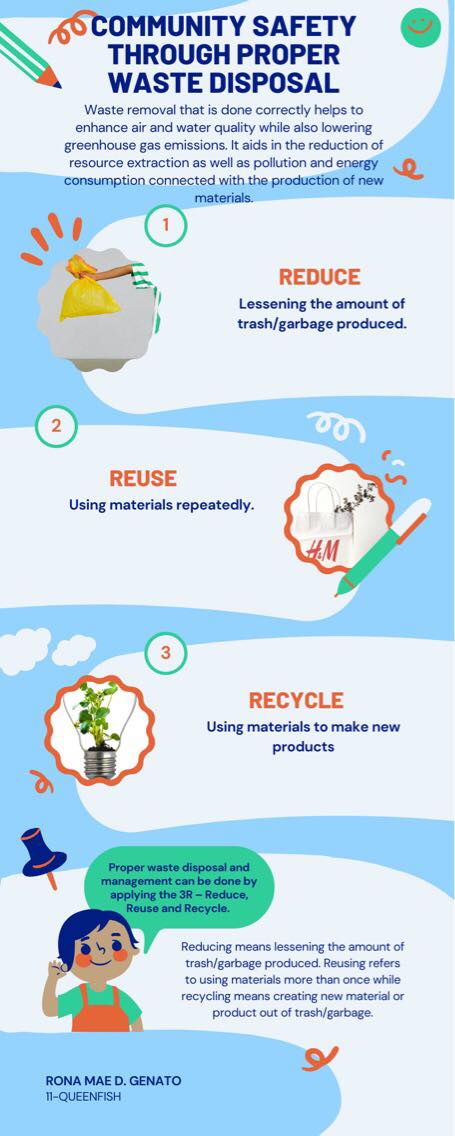 COMMUNITY SAFETY
THROUGH PROPER
WASTE DISPOSAL
Waste removal that is done correctly helps to
enhance air and water quality while also lowering
greenhouse gas emissions. It aids in the reduction of
resource extraction as well as pollution and energy
consumption connected with the production of new
materials.
1
REDUCE
Lessening the amount of
trash/garbage produced.
2
REUSE
Using materials repeatedly.
H&M
3
RECYCLE
Using materials to make new
products
Proper waste disposal and
management can be done by
applying the 3R – Reduce,
Reuse and Recycle.
Reducing means lessening the amount of
trash/garbage produced. Reusing refers
to using materials more than once while
recycling means creating new material or
product out of trash/garbage.
RONA MAE D. GENATO
11-QUEENFISH